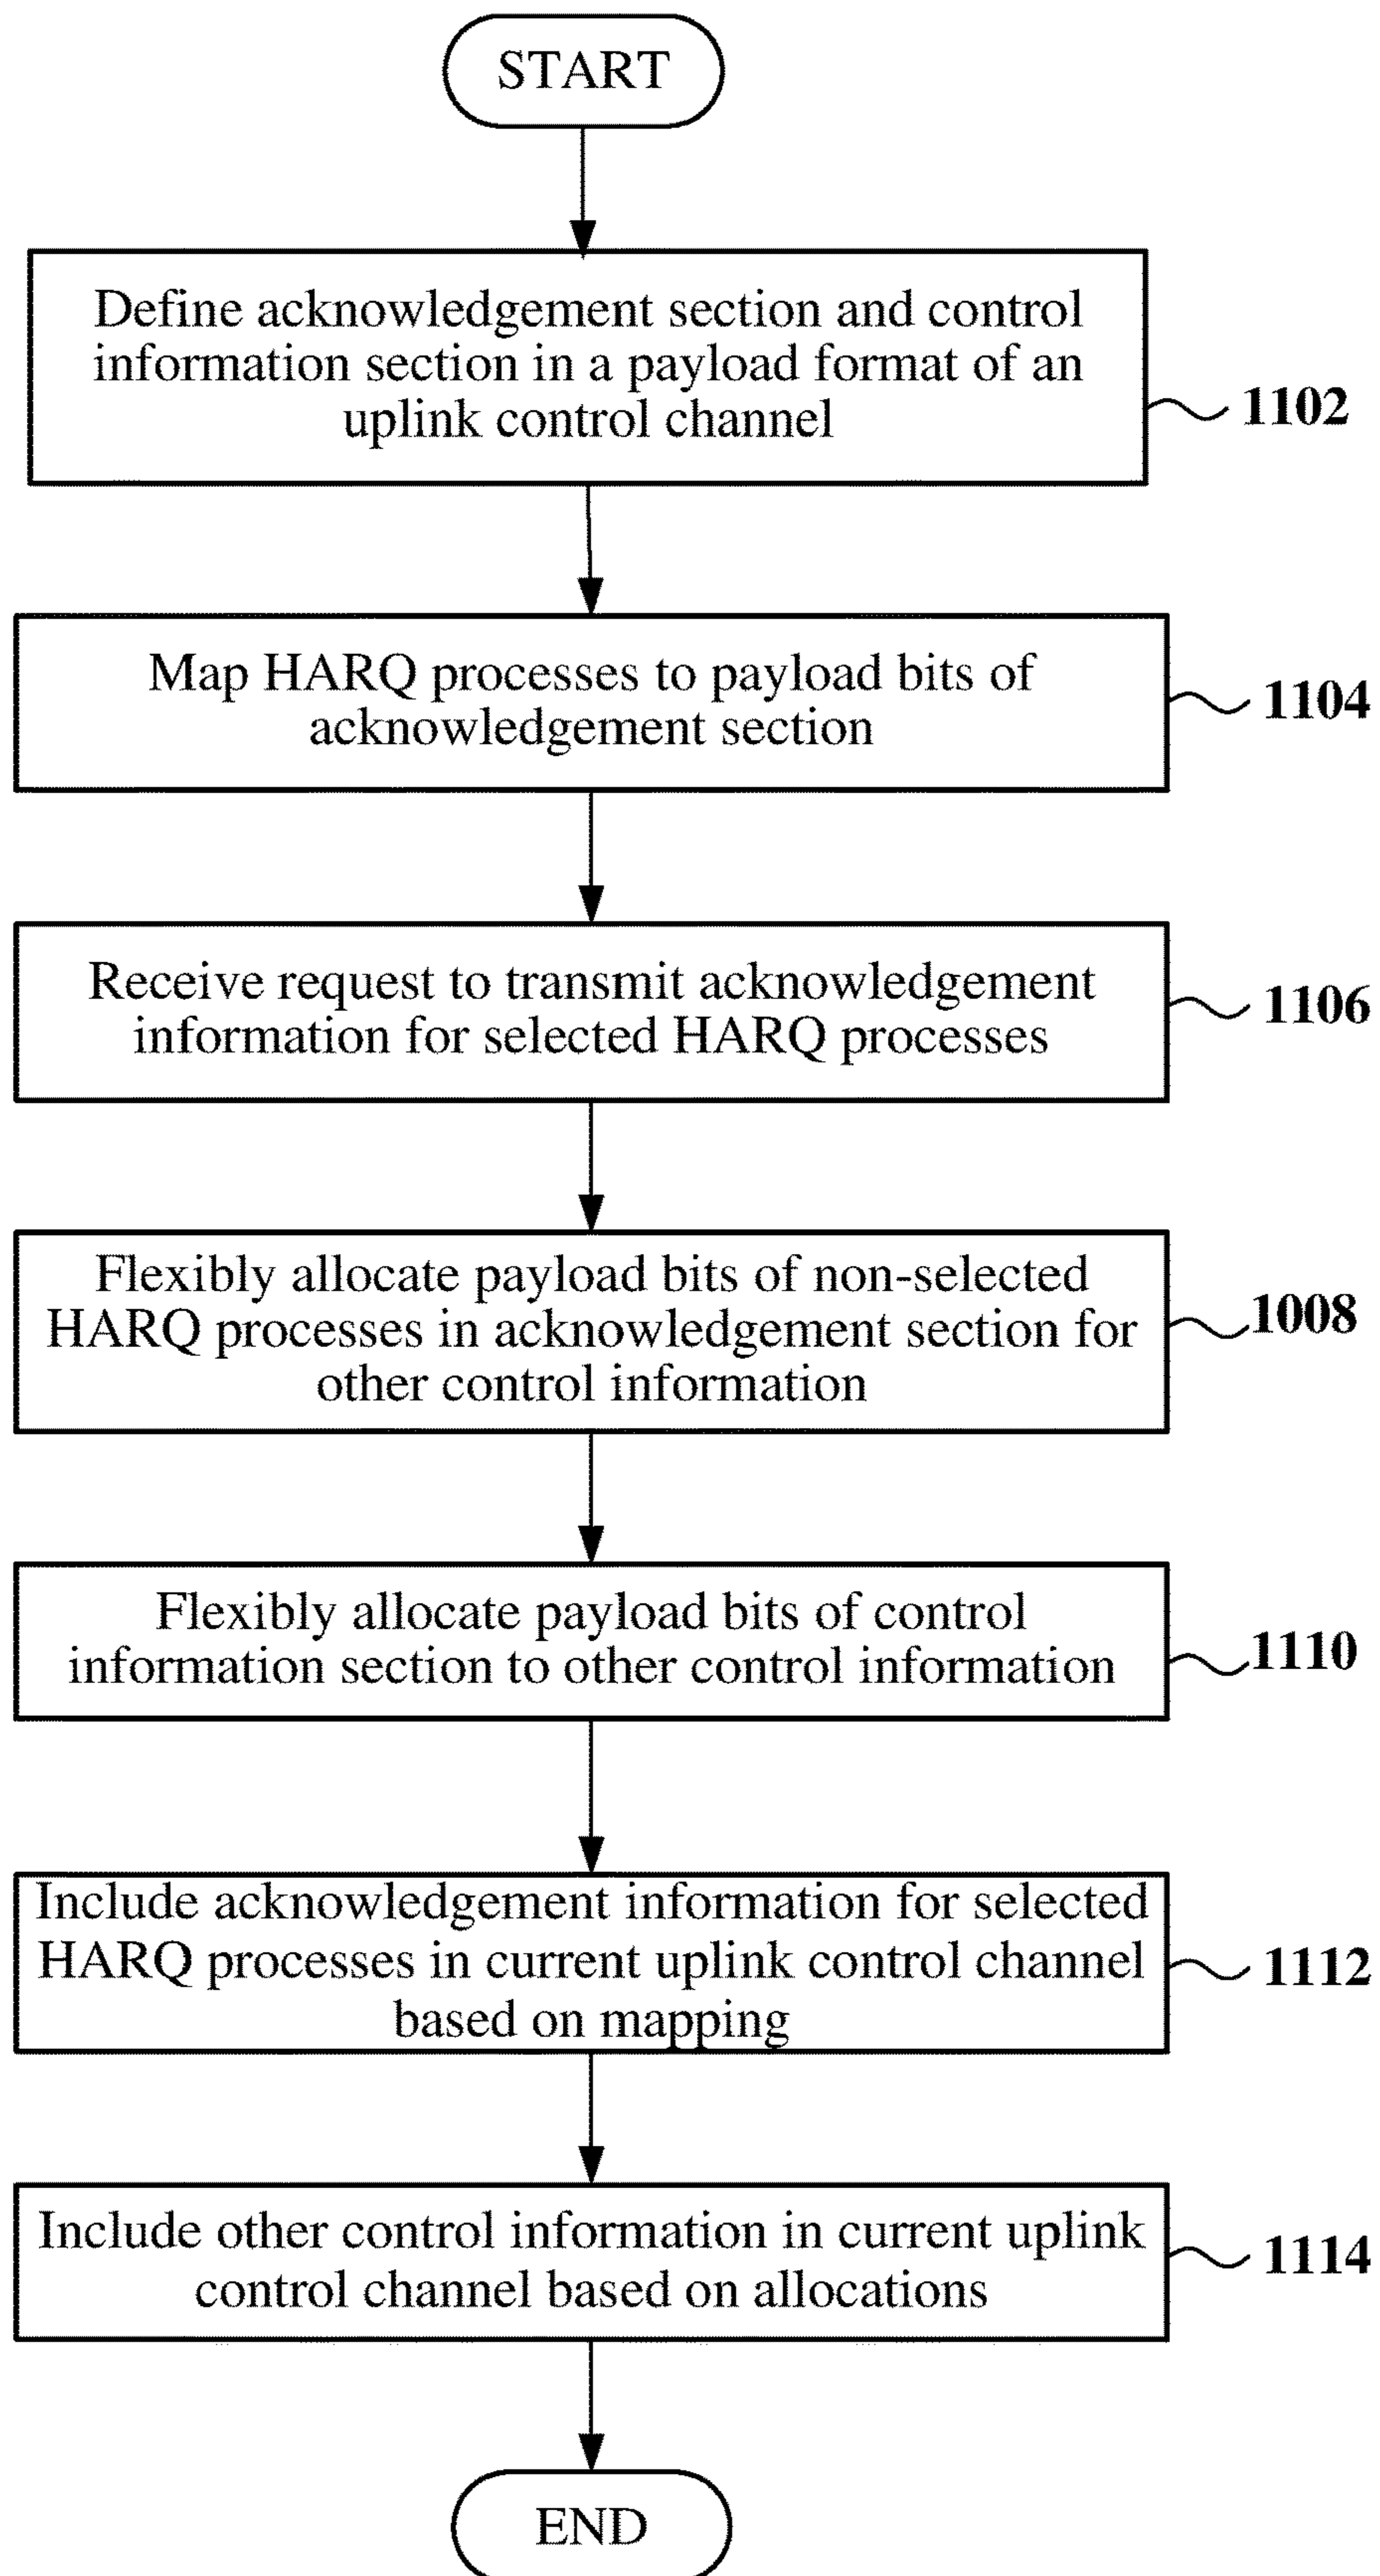 START
Define acknowledgement section and control
information section in a payload format of an
uplink control channel
1102
Map HARQ processes to payload bits of
acknowledgement section
1104
Receive request to transmit acknowledgement
information for selected HARQ processes
1106
Flexibly allocate payload bits of non-selected
HARQ processes in acknowledgement section for
other control information
1008
Flexibly allocate payload bits of control
information section to other control information
1110
Include acknowledgement information for selected
HARQ processes in current uplink control channel
based on mapping
1112
Include other control information in current uplink
control channel based on allocations
1114
END